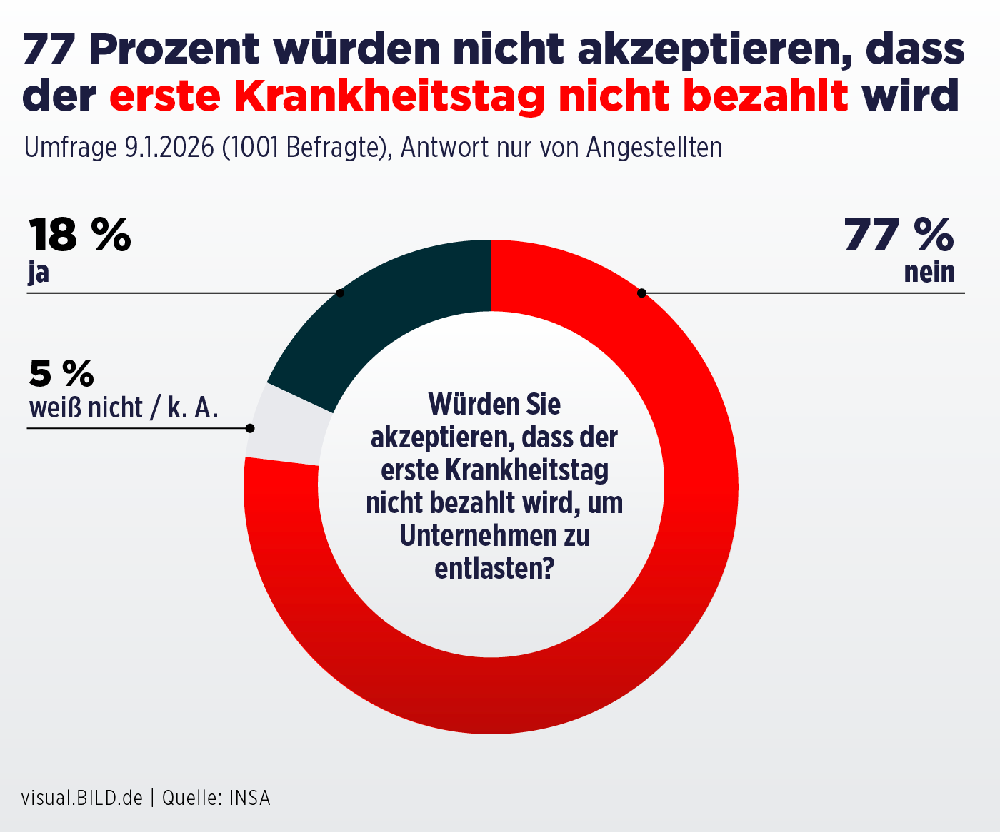 77 Prozent würden nicht akzeptieren, dass
der erste Krankheitstag nicht bezahlt wird
Umfrage 9.1.2026 (1001 Befragte), Antwort nur von Angestellten
18 %
ja
77 %
nein
5 %
weiß nicht / k. A.
Würden Sie
akzeptieren, dass der
erste Krankheitstag
nicht bezahlt wird, um
Unternehmen zu
entlasten?
visual.BILD.de | Quelle: INSA